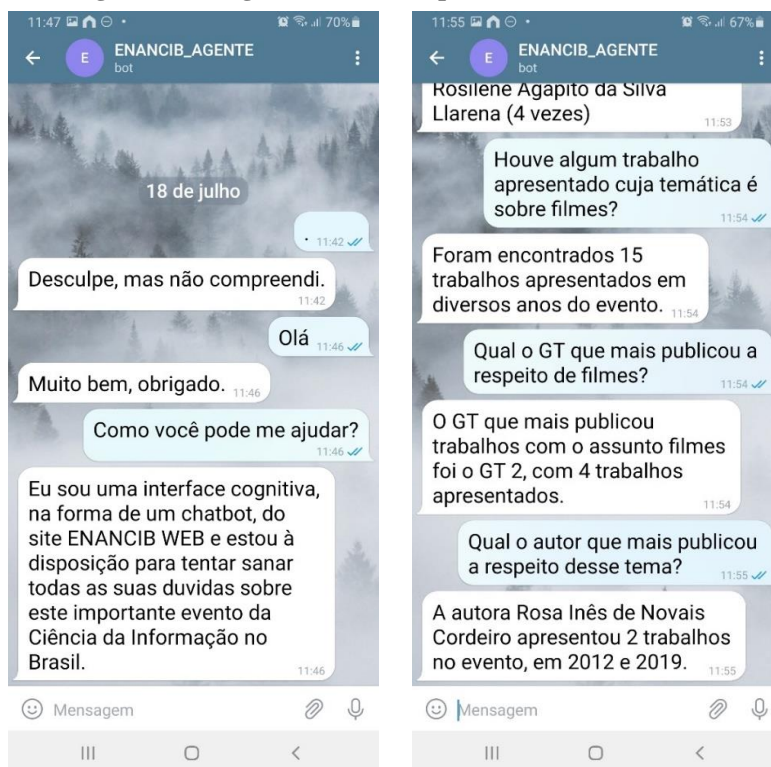 11:47 70%
E ENANCIB_AGENTE
bot
18 de julho
. 11:42
Desculpe, mas não compreendi.
11:42
Olá 11:46
Muito bem, obrigado. 11:46
Como você pode me ajudar?
11:46
Eu sou uma interface cognitiva,
na forma de um chatbot, do
site ENANCIB WEB e estou à
disposição para tentar sanar
todas as suas duvidas sobre
este importante evento da
Ciência da Informação no
Brasil.
11:46
Mensagem
11:55 67%
E ENANCIB_AGENTE
bot
Rosilene Agapito da Silva
Llarena (4 vezes)
11:53
Houve algum trabalho
apresentado cuja temática é
sobre filmes?
11:54
Foram encontrados 15
trabalhos apresentados em
diversos anos do evento. 11:54
Qual o GT que mais publicou a
respeito de filmes?
11:54
O GT que mais publicou
trabalhos com o assunto filmes
foi o GT 2, com 4 trabalhos
apresentados.
11:54
Qual o autor que mais publicou
a respeito desse tema?
11:55
A autora Rosa Inês de Novais
Cordeiro apresentou 2 trabalhos
no evento, em 2012 e 2019.
11:55
Mensagem